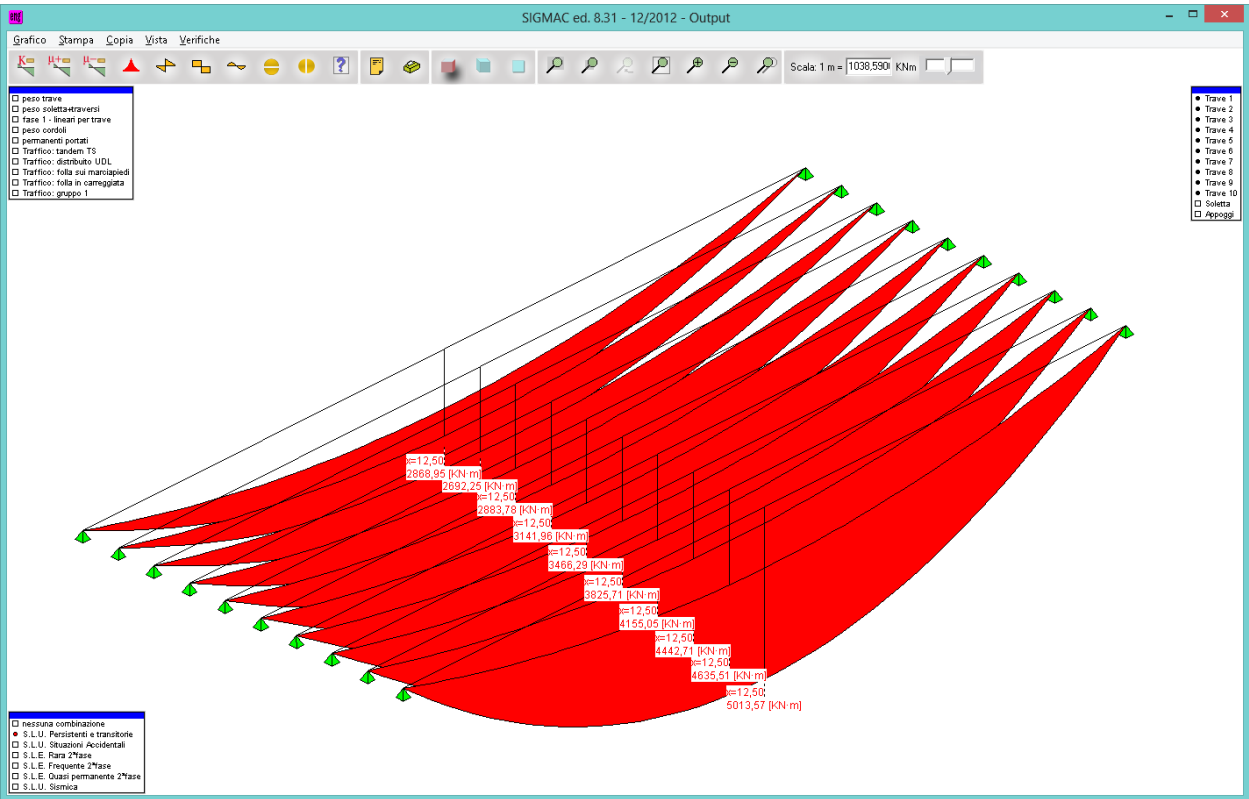 SIGMAC ed. 8.31 - 12/2012 - Output
Grafico Stampa Copia Vista Verifiche
K μ+ μ- ? Scala: 1 m = 1038,590 KNm
peso trave
peso soletta+traversi
fase 1 - lineari per trave
peso cordoli
permanenti portati
Traffico: tandem TS
Traffico: distribuito UDL
Traffico: folla sui marciapiedi
Traffico: folla in carreggiata
Traffico: gruppo 1
Trave 1
Trave 2
Trave 3
Trave 4
Trave 5
Trave 6
Trave 7
Trave 8
Trave 9
Trave 10
Soletta
Appoggi
x=12,50
2868,95 [KN·m]
2692,25 [KN·m]
x=12,50
2883,78 [KN·m]
x=12,50
3141,96 [KN·m]
x=12,50
3466,29 [KN·m]
x=12,50
3825,71 [KN·m]
x=12,50
4155,05 [KN·m]
x=12,50
4442,71 [KN·m]
x=12,50
4635,51 [KN·m]
x=12,50
5013,57 [KN·m]
nessuna combinazione
S.L.U. Persistenti e transitorie
S.L.U. Situazioni Accidentali
S.L.E. Rara 2ªfase
S.L.E. Frequente 2ªfase
S.L.E. Quasi permanente 2ªfase
S.L.U. Sismica